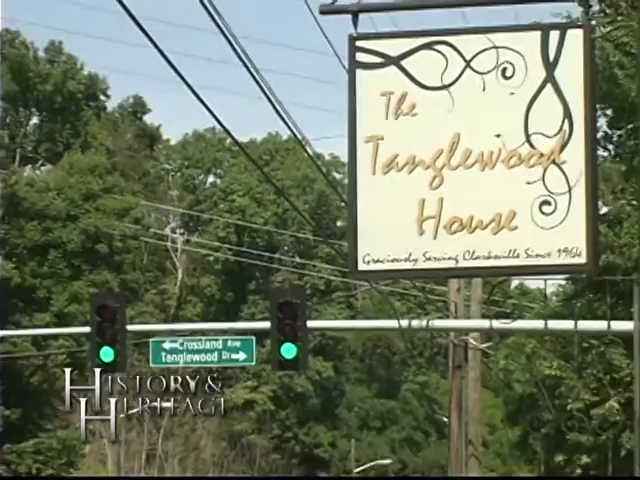 The
Tanglewood
House
Graciously Serving Clarksville Since 1964
Crossland Ave
Tanglewood Dr
HISTORY &
HERITAGE